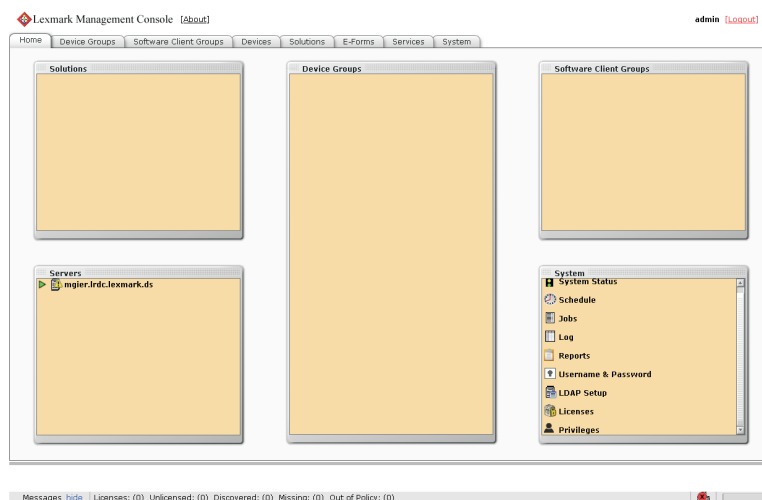 Lexmark Management Console [About]
admin [Logout]
Home Device Groups Software Client Groups Devices Solutions E-Forms Services System
Solutions
Device Groups
Software Client Groups
Servers
mgier.lrdc.lexmark.ds
System
System Status
Schedule
Jobs
Log
Reports
Username & Password
LDAP Setup
Licenses
Privileges
Messages hide Licenses: (0) Unlicensed: (0) Discovered: (0) Missing: (0) Out of Policy: (0)